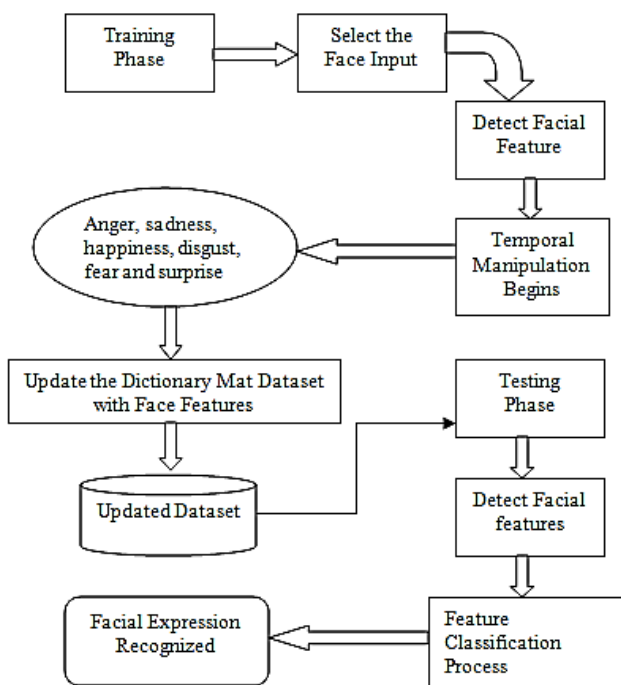 Training
Phase
Select the
Face Input
Detect Facial
Feature
Temporal
Manipulation
Begins
Anger, sadness,
happiness, disgust,
fear and surprise
Update the Dictionary Mat Dataset
with Face Features
Updated Dataset
Testing
Phase
Detect Facial
features
Feature
Classification
Process
Facial Expression
Recognized